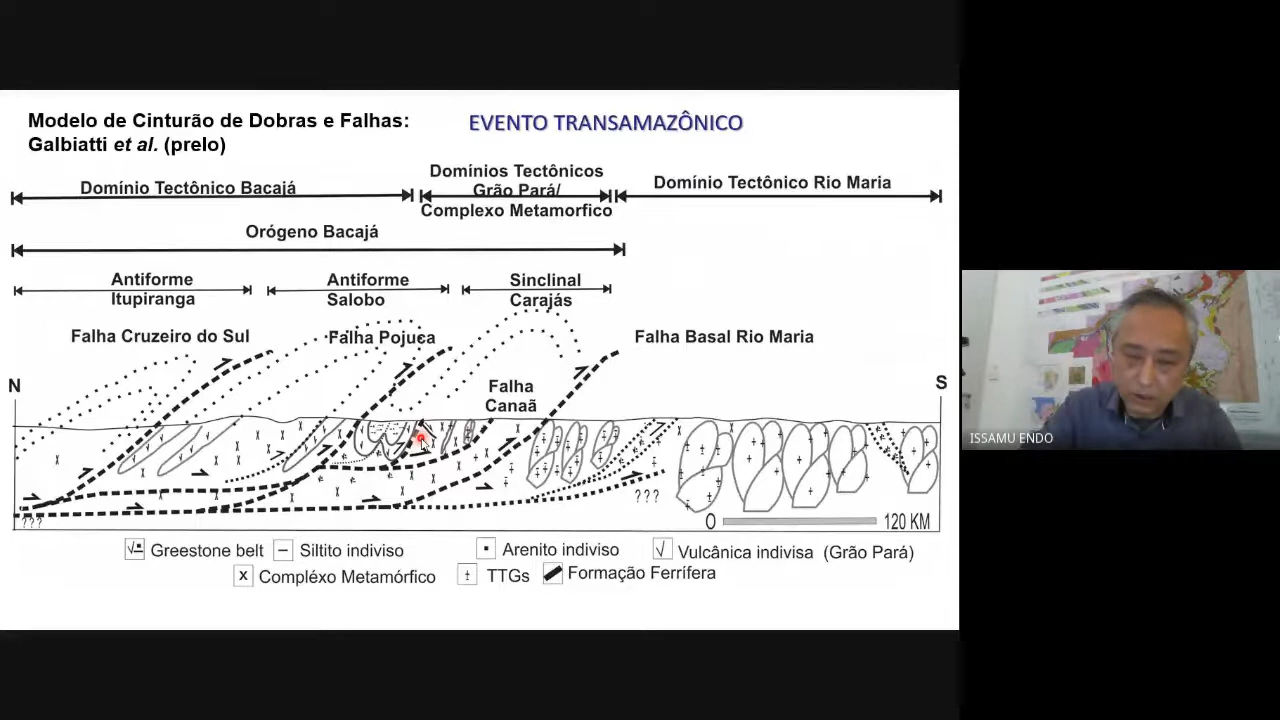 Modelo de Cinturão de Dobras e Falhas:
Galbiatti et al. (prelo)
EVENTO TRANSAMAZÔNICO
Domínio Tectônico Bacajá
Domínios Tectônicos
Grão Pará/
Complexo Metamorfico
Domínio Tectônico Rio Maria
Orógeno Bacajá
Antiforme
Itupiranga
Antiforme
Salobo
Sinclinal
Carajás
Falha Cruzeiro do Sul
Falha Pojuca
Falha Basal Rio Maria
Falha
Canaã
N
S
???
???
O
120 KM
Greestone belt
Siltito indiviso
Arenito indiviso
Vulcânica indivisa (Grão Pará)
x Compléxo Metamórfico
TTGs
Formação Ferrífera
ISSAMU ENDO